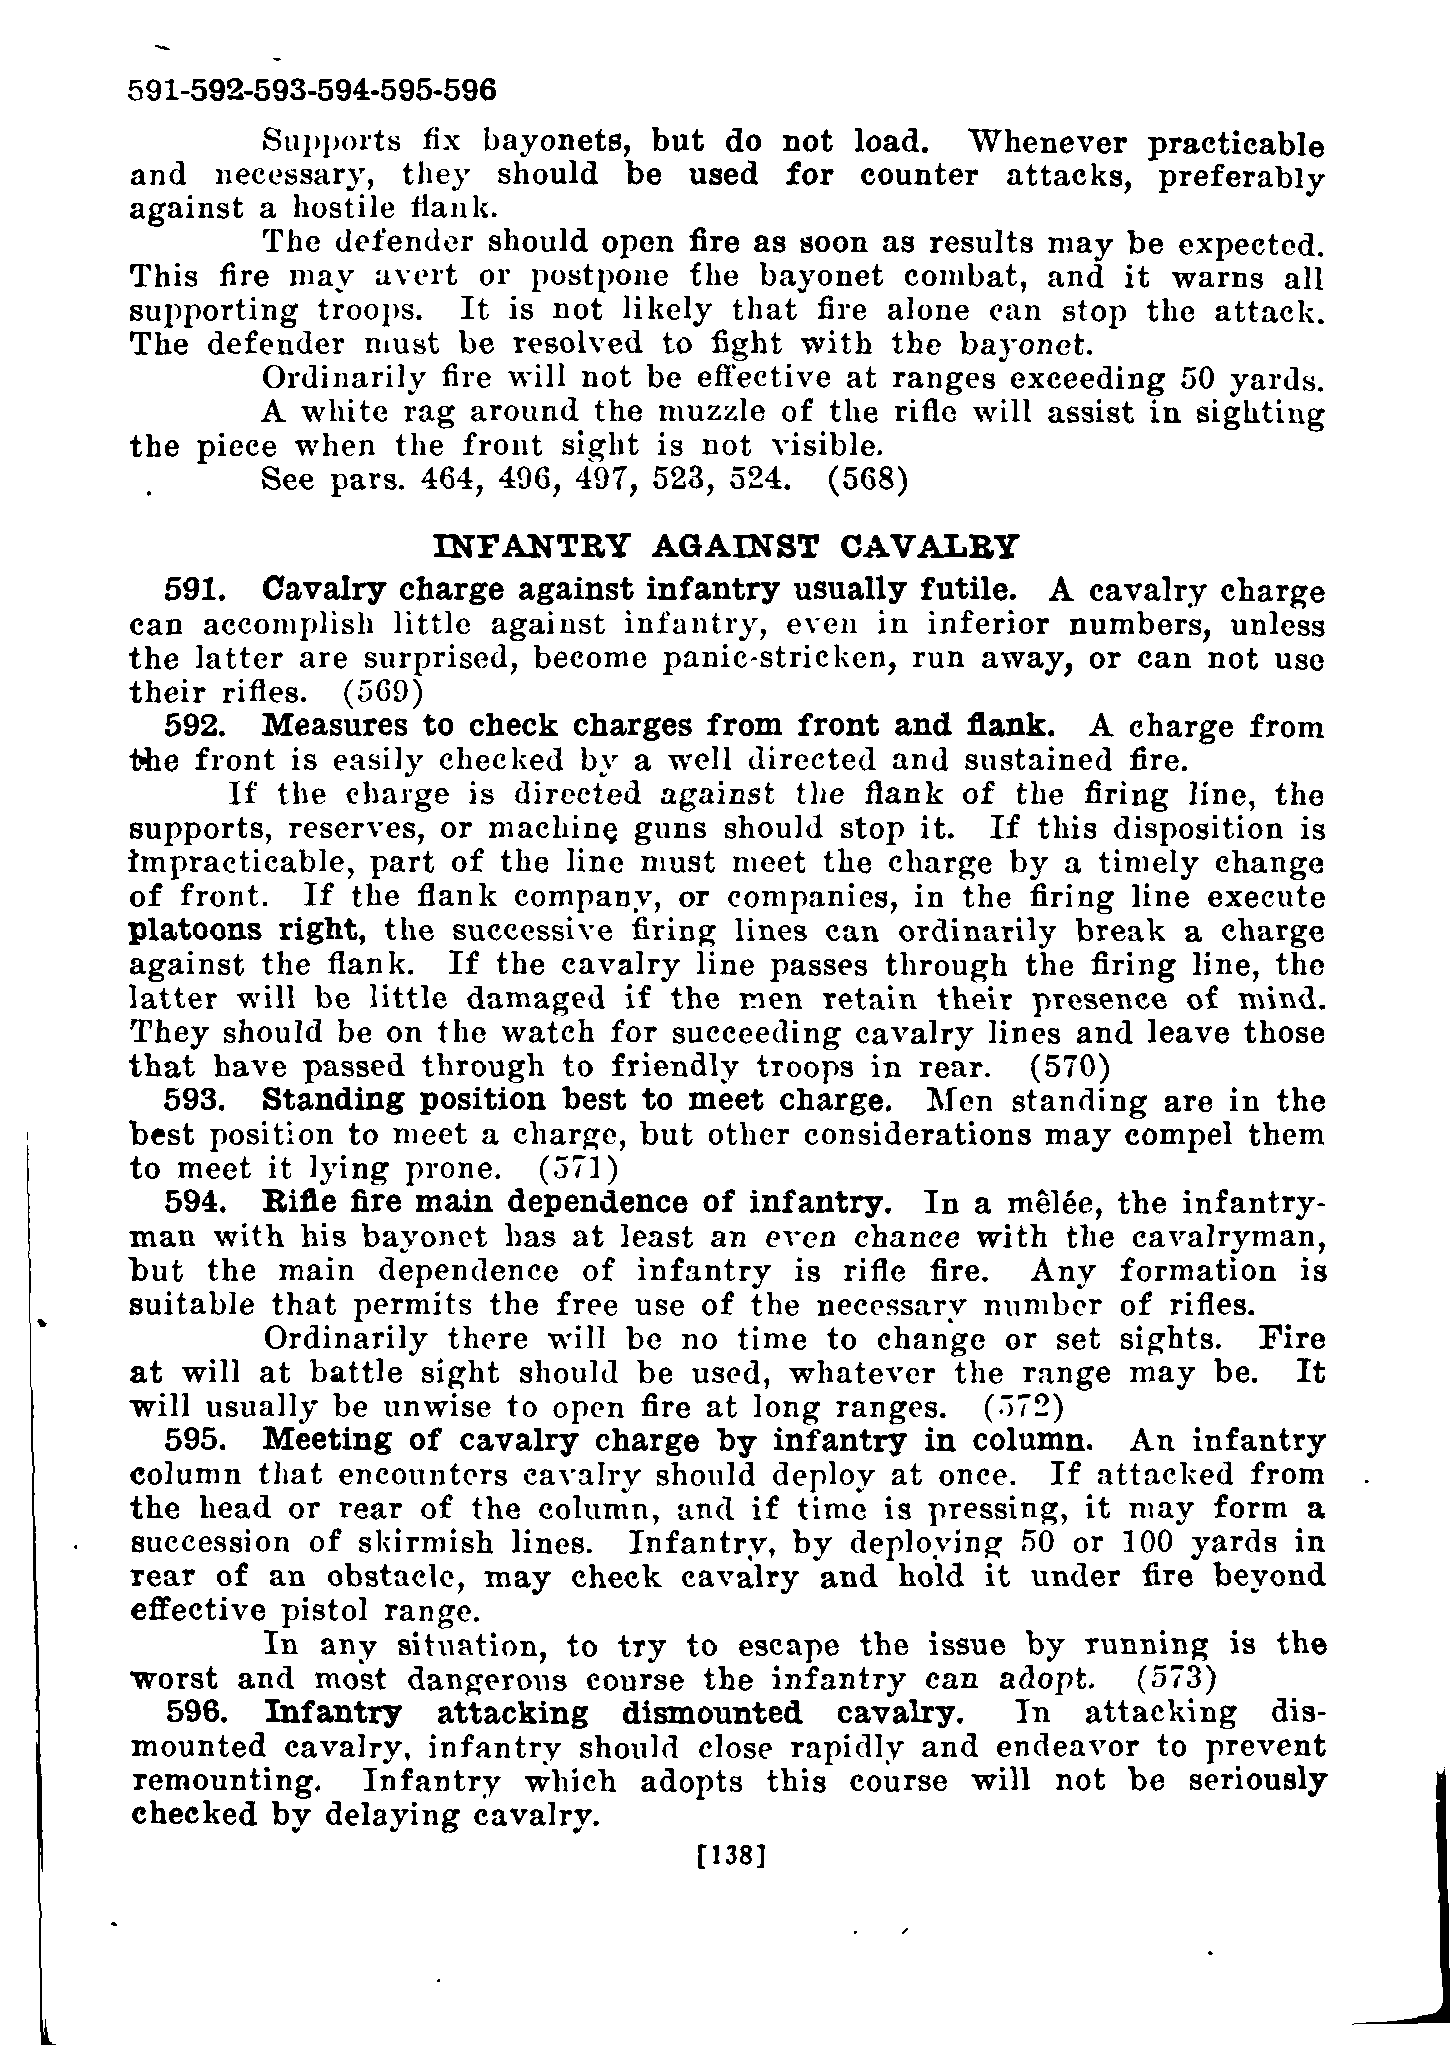 591-592-593-594-595-596
Supports fix bayonets, but do not load. Whenever practicable
and necessary, they should be used for counter attacks, preferably
against a hostile flank.
The defender should open fire as soon as results may be expected.
This fire may avert or postpone the bayonet combat, and it warns all
supporting troops. It is not likely that fire alone can stop the attack.
The defender must be resolved to fight with the bayonet.
Ordinarily fire will not be effective at ranges exceeding 50 yards.
A white rag around the muzzle of the rifle will assist in sighting
the piece when the front sight is not visible.
See pars. 464, 496, 497, 523, 524. (568)
INFANTRY AGAINST CAVALRY
591. Cavalry charge against infantry usually futile. A cavalry charge
can accomplish little against infantry, even in inferior numbers, unless
the latter are surprised, become panic-stricken, run away, or can not use
their rifles. (569)
592. Measures to check charges from front and flank. A charge from
the front is easily checked by a well directed and sustained fire.
If the charge is directed against the flank of the firing line, the
supports, reserves, or machine guns should stop it. If this disposition is
impracticable, part of the line must meet the charge by a timely change
of front. If the flank company, or companies, in the firing line execute
platoons right, the successive firing lines can ordinarily break a charge
against the flank. If the cavalry line passes through the firing line, the
latter will be little damaged if the men retain their presence of mind.
They should be on the watch for succeeding cavalry lines and leave those
that have passed through to friendly troops in rear. (570)
593. Standing position best to meet charge. Men standing are in the
best position to meet a charge, but other considerations may compel them
to meet it lying prone. (571)
594. Rifle fire main dependence of infantry. In a mêlée, the infantry-
man with his bayonet has at least an even chance with the cavalryman,
but the main dependence of infantry is rifle fire. Any formation is
suitable that permits the free use of the necessary number of rifles.
Ordinarily there will be no time to change or set sights. Fire
at will at battle sight should be used, whatever the range may be. It
will usually be unwise to open fire at long ranges. (572)
595. Meeting of cavalry charge by infantry in column. An infantry
column that encounters cavalry should deploy at once. If attacked from
the head or rear of the column, and if time is pressing, it may form a
succession of skirmish lines. Infantry, by deploying 50 or 100 yards in
rear of an obstacle, may check cavalry and hold it under fire beyond
effective pistol range.
In any situation, to try to escape the issue by running is the
worst and most dangerous course the infantry can adopt. (573)
596. Infantry attacking dismounted cavalry. In attacking dis-
mounted cavalry, infantry should close rapidly and endeavor to prevent
remounting. Infantry which adopts this course will not be seriously
checked by delaying cavalry.
[138]